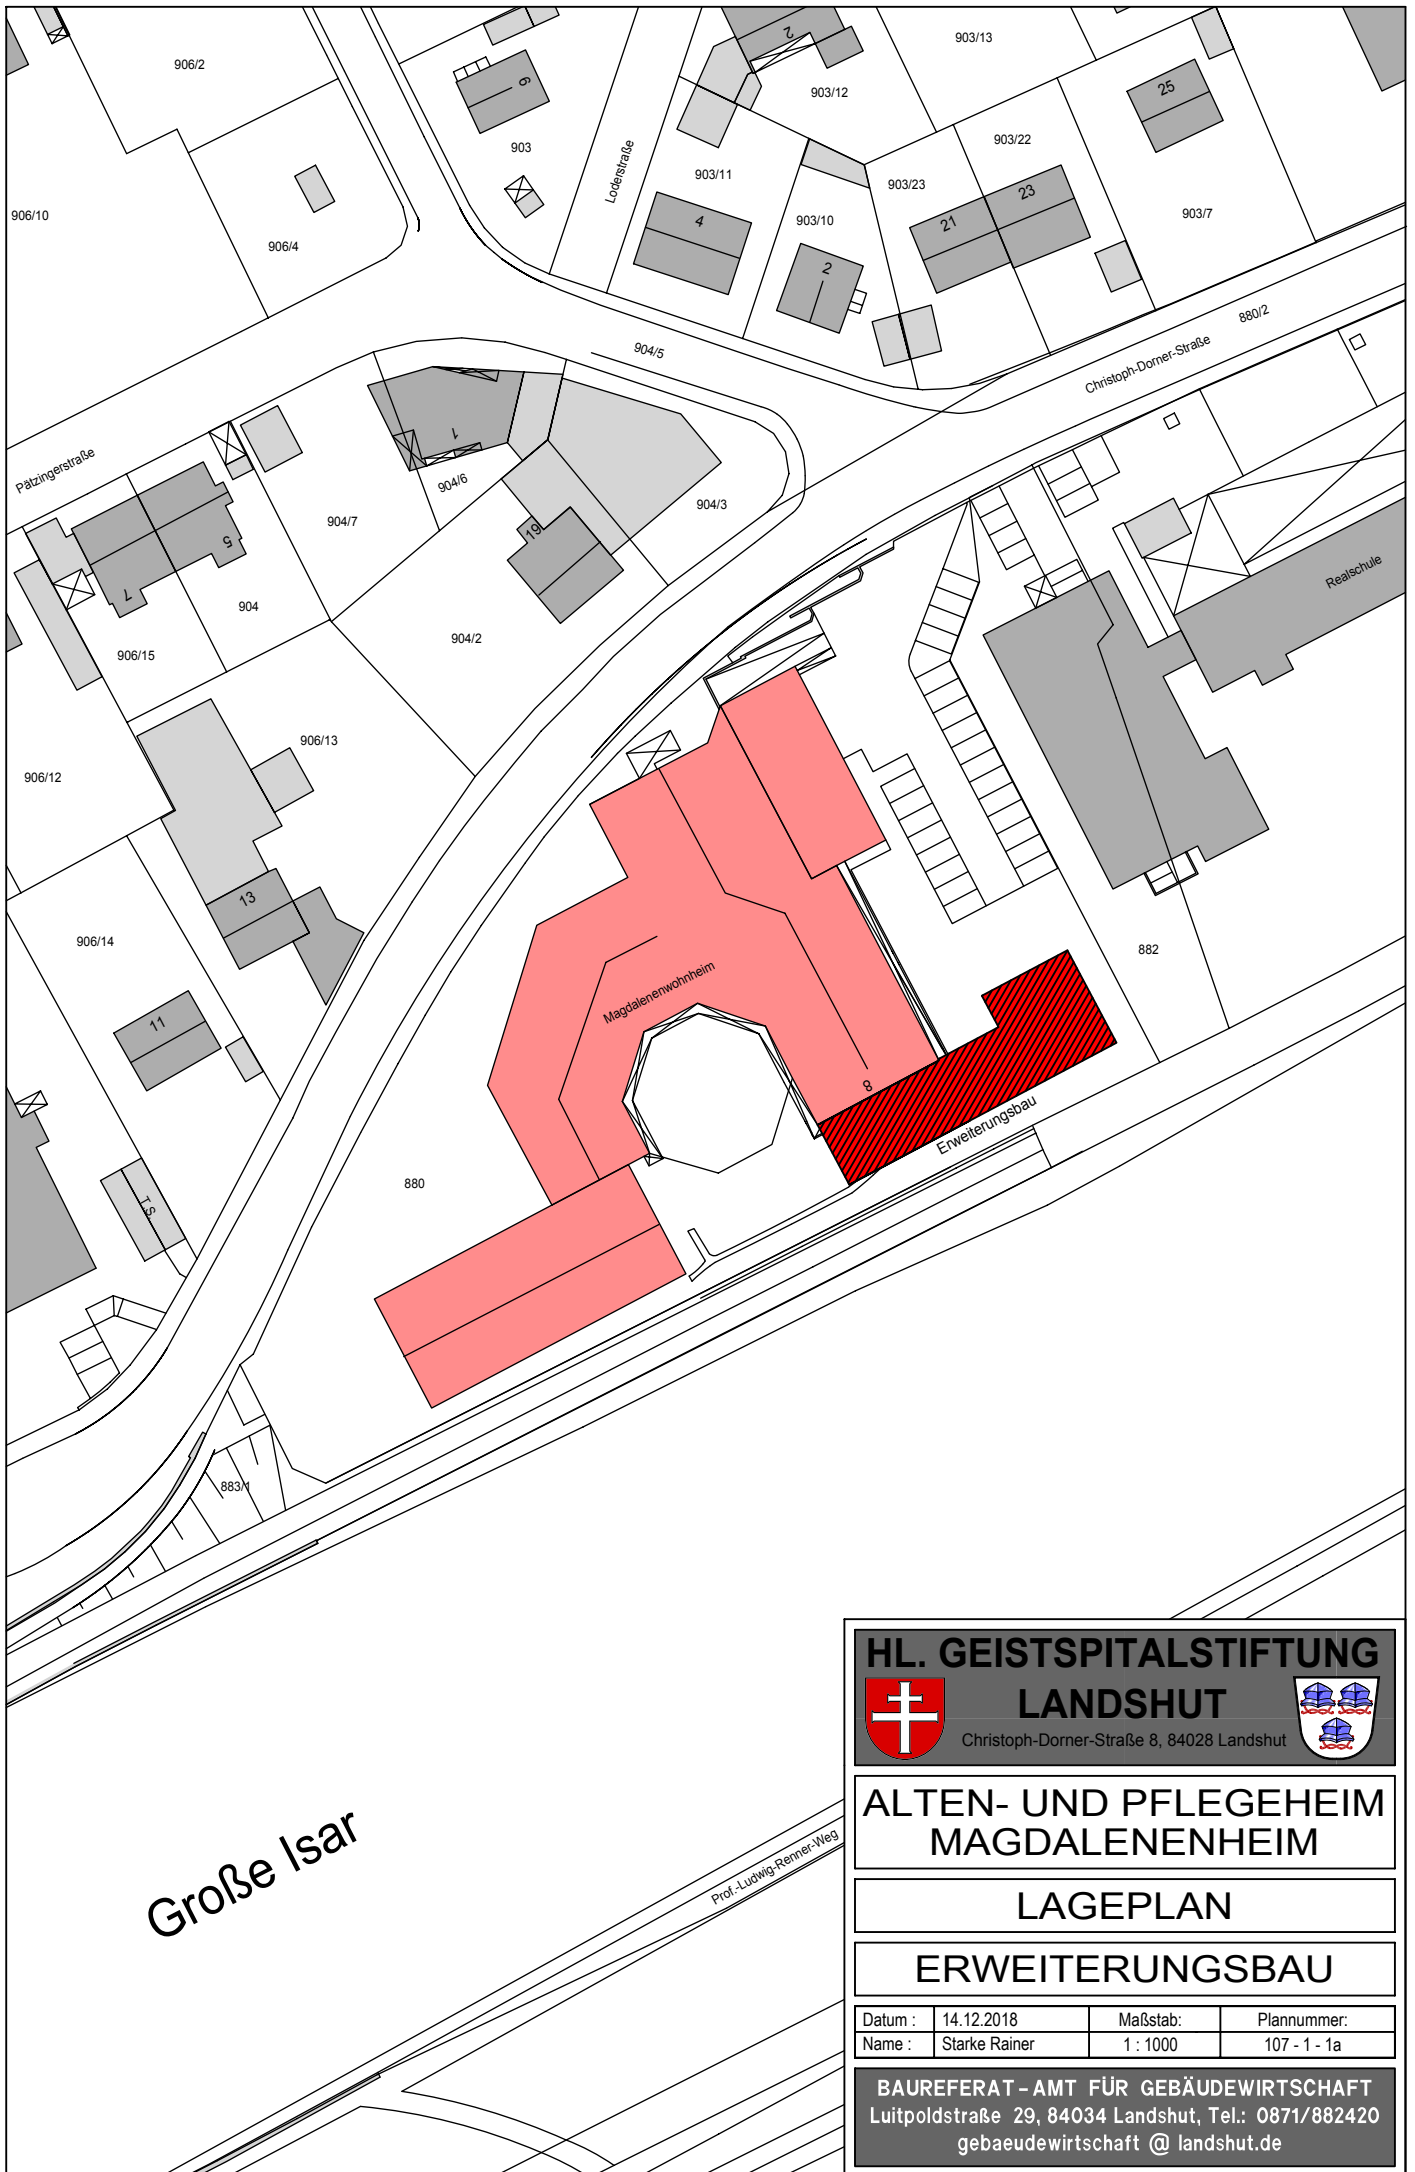 906/2
903/13
2
6
903/12
25
903
903/22
Loderstraße
903/11
903/23
23
906/10
4
903/10
21
903/7
906/4
2
880/2
904/5
Christoph-Dorner-Straße
1
Pätzingerstraße
904/6
904/7
904/3
19
5
Realschule
7
904
904/2
906/15
906/13
906/12
13
906/14
882
Magdalenenwohnheim
11
8
Erweiterungsbau
880
T.S.
883/1
Große Isar
Prof.-Ludwig-Renner-Weg
HL. GEISTSPITALSTIFTUNG
LANDSHUT
Christoph-Dorner-Straße 8, 84028 Landshut
ALTEN- UND PFLEGEHEIM
MAGDALENENHEIM
LAGEPLAN
ERWEITERUNGSBAU
Datum : 14.12.2018 Maßstab: Plannummer:
Name : Starke Rainer 1 : 1000 107 - 1 - 1a
BAUREFERAT - AMT FÜR GEBÄUDEWIRTSCHAFT
Luitpoldstraße 29, 84034 Landshut, Tel.: 0871/882420
gebaeudewirtschaft @ landshut.de